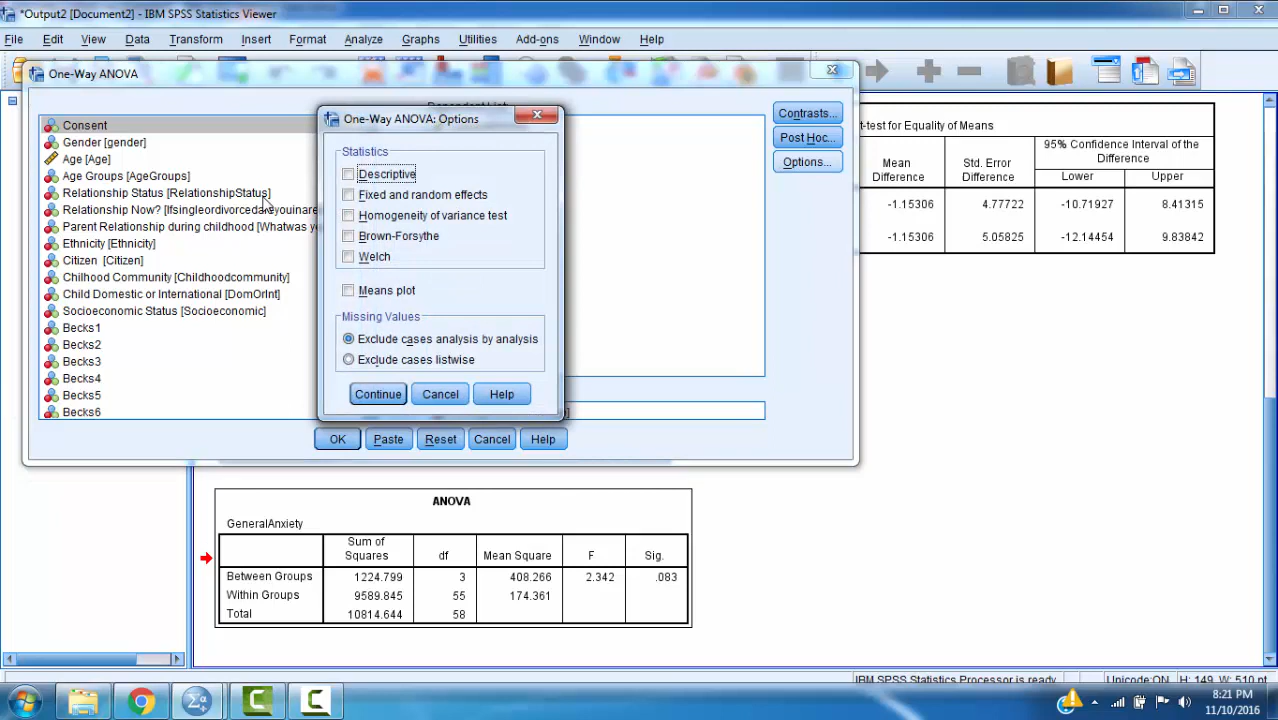 *Output2 [Document2] - IBM SPSS Statistics Viewer
File Edit View Data Transform Insert Format Analyze Graphs Utilities Add-ons Window Help
One-Way ANOVA
Dependent List:
Consent
Gender [gender]
Age [Age]
Age Groups [AgeGroups]
Relationship Status [RelationshipStatus]
Relationship Now? [Ifsingleordivorcedareyouinare
Parent Relationship during childhood [Whatwas yo
Ethnicity [Ethnicity]
Citizen [Citizen]
Chilhood Community [Childhoodcommunity]
Child Domestic or International [DomOrInt]
Socioeconomic Status [Socioeconomic]
Becks1
Becks2
Becks3
Becks4
Becks5
Becks6
Contrasts...
Post Hoc...
Options...
OK Paste Reset Cancel Help
One-Way ANOVA: Options
Statistics
Descriptive
Fixed and random effects
Homogeneity of variance test
Brown-Forsythe
Welch
Means plot
Missing Values
Exclude cases analysis by analysis
Exclude cases listwise
Continue Cancel Help
t-test for Equality of Means
Mean Difference Std. Error Difference 95% Confidence Interval of the Difference
Lower Upper
-1.15306 4.77722 -10.71927 8.41315
-1.15306 5.05825 -12.14454 9.83842
ANOVA
GeneralAnxiety
Sum of Squares df Mean Square F Sig.
Between Groups 1224.799 3 408.266 2.342 .083
Within Groups 9589.845 55 174.361
Total 10814.644 58
IBM SPSS Statistics Processor is ready Unicode:ON H: 149, W: 510 pt.
8:21 PM
11/10/2016